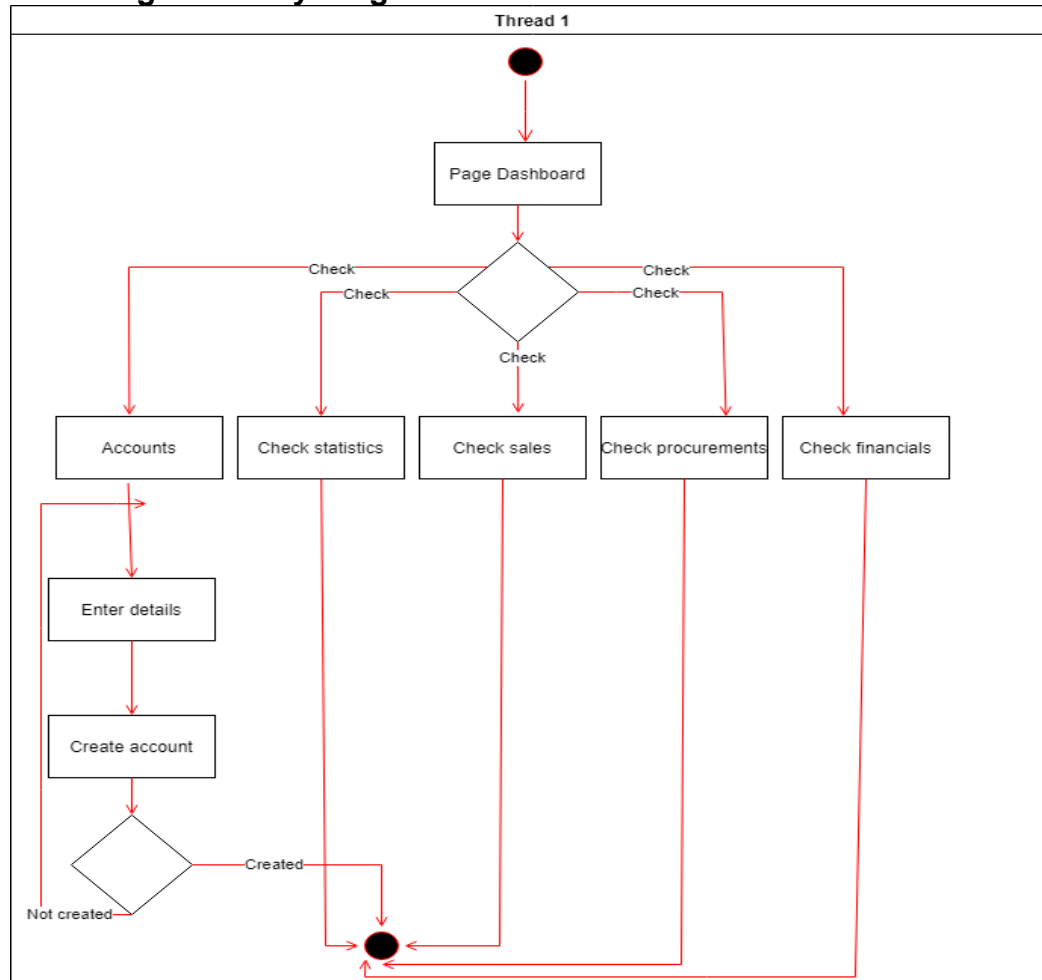 Thread 1
Page Dashboard
Check
Check
Check
Check
Check
Accounts
Check statistics
Check sales
Check procurements
Check financials
Enter details
Create account
Created
Not created